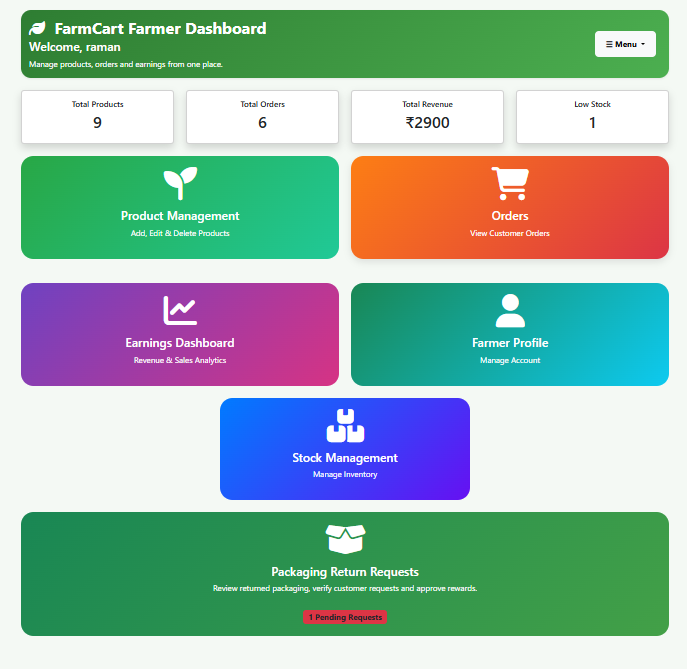 FarmCart Farmer Dashboard
Welcome, raman
Manage products, orders and earnings from one place.
☰ Menu
Total Products
9
Total Orders
6
Total Revenue
₹2900
Low Stock
1
Product Management
Add, Edit & Delete Products
Orders
View Customer Orders
Earnings Dashboard
Revenue & Sales Analytics
Farmer Profile
Manage Account
Stock Management
Manage Inventory
Packaging Return Requests
Review returned packaging, verify customer requests and approve rewards.
1 Pending Requests